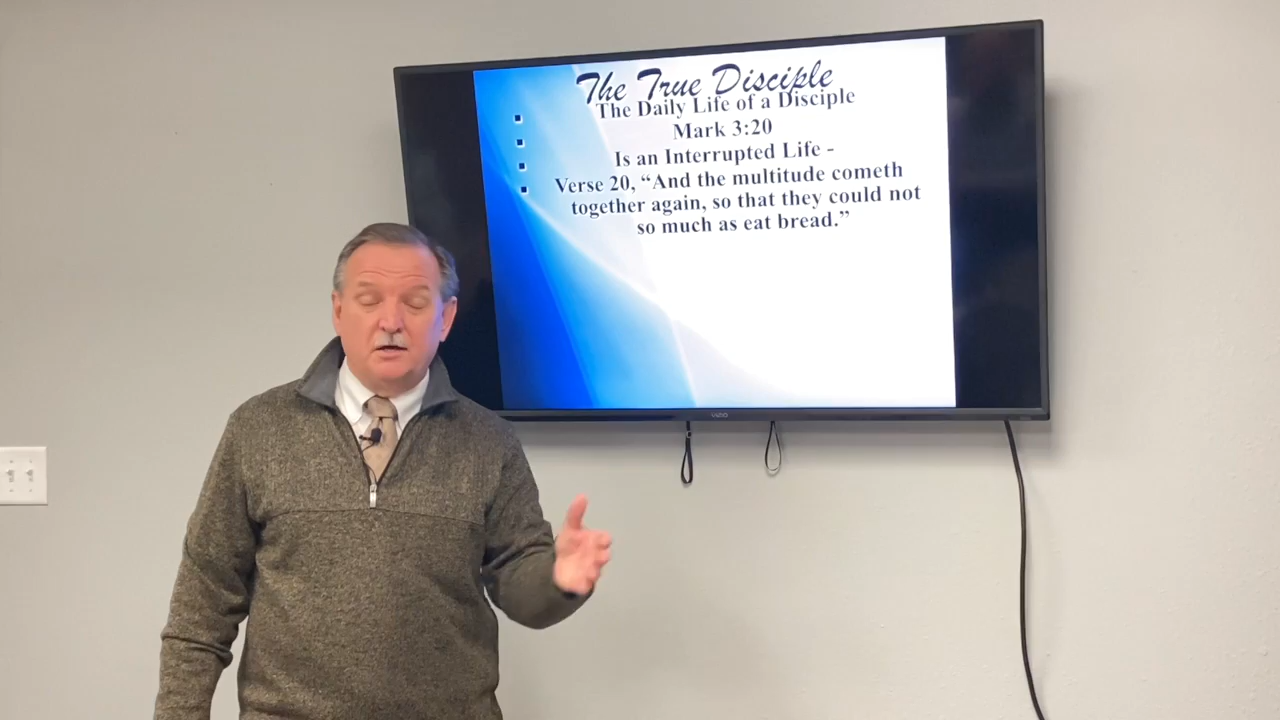 The True Disciple
The Daily Life of a Disciple
Mark 3:20
Is an Interrupted Life -
Verse 20, “And the multitude cometh
together again, so that they could not
so much as eat bread.”
VIZIO